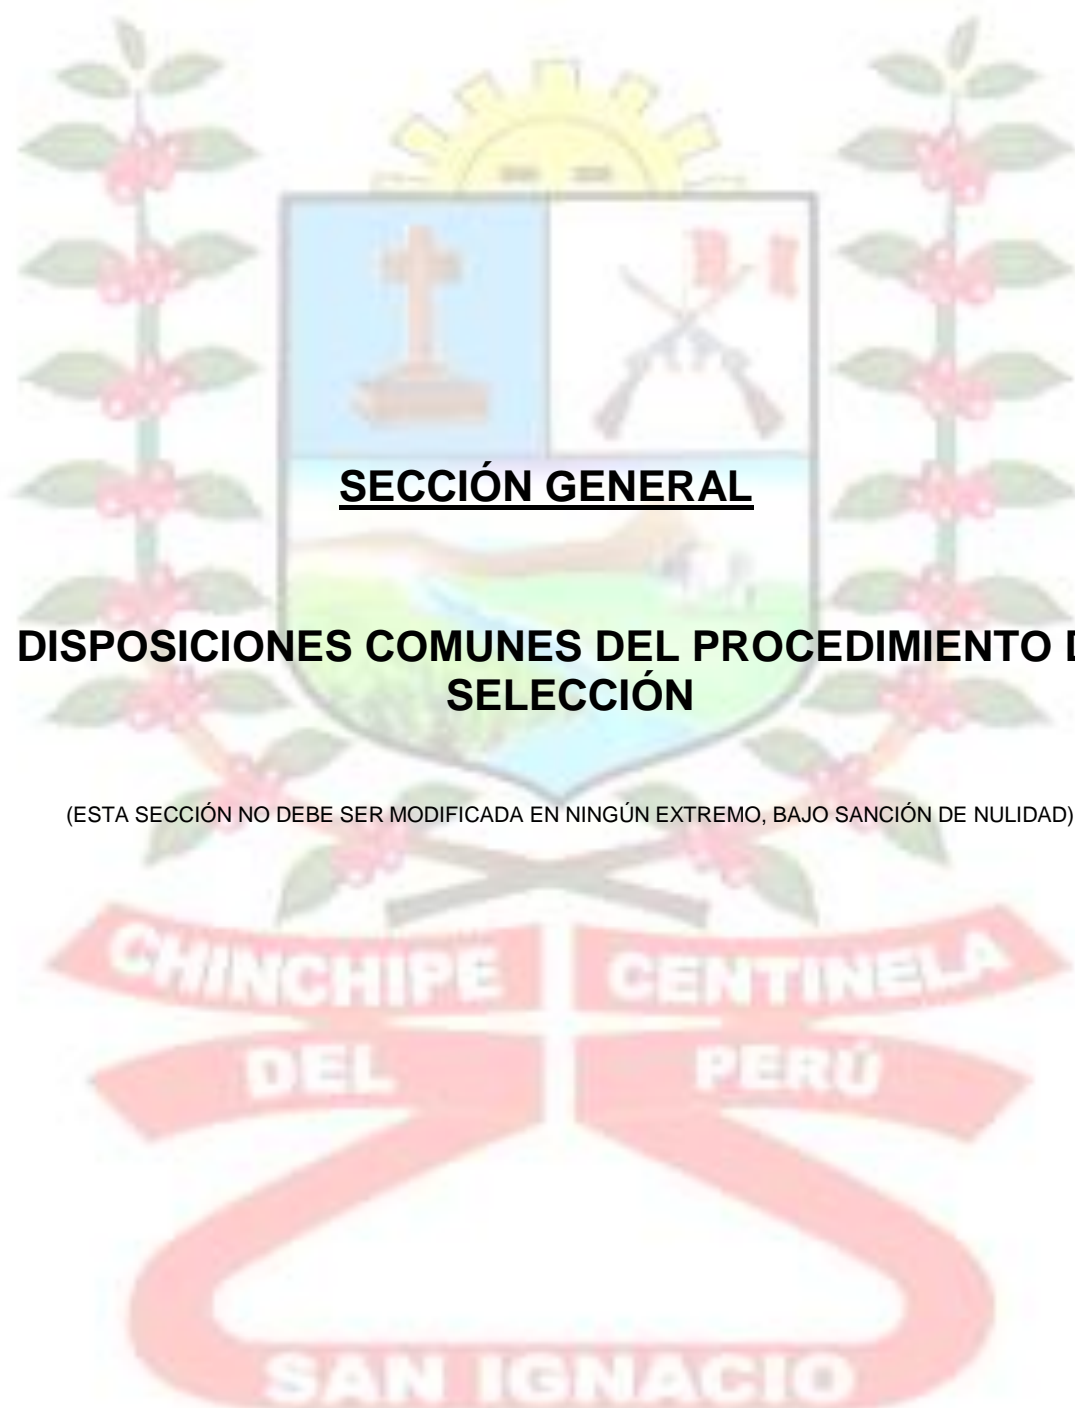 SECCIÓN GENERAL
DISPOSICIONES COMUNES DEL PROCEDIMIENTO
SELECCIÓN
(ESTA SECCIÓN NO DEBE SER MODIFICADA EN NINGÚN EXTREMO, BAJO SANCIÓN DE NULIDAD)
CHINCHIPE CENTINELA
DEL PERÚ
SAN IGNACIO